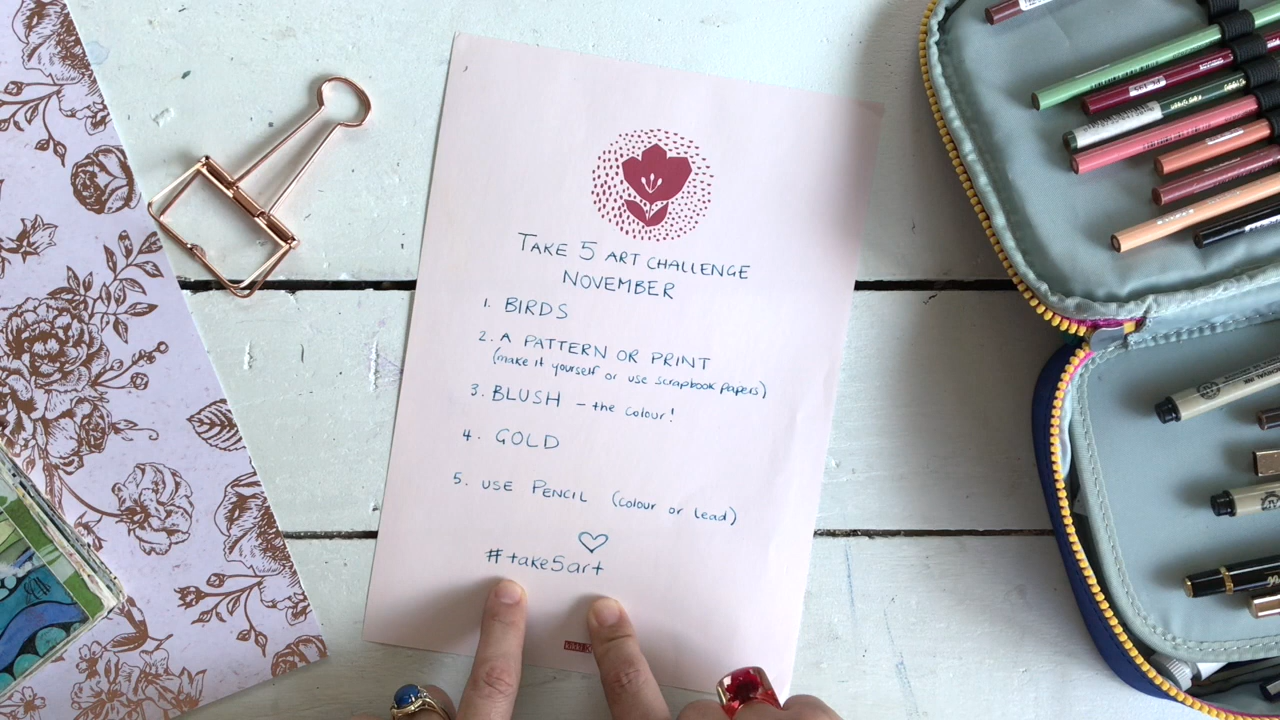 TAKE 5 ART CHALLENGE
NOVEMBER
1. BIRDS
2. A PATTERN OR PRINT
(make it yourself or use scrapbook papers)
3. BLUSH – the colour!
4. GOLD
5. USE PENCIL (colour or lead)
#take5art